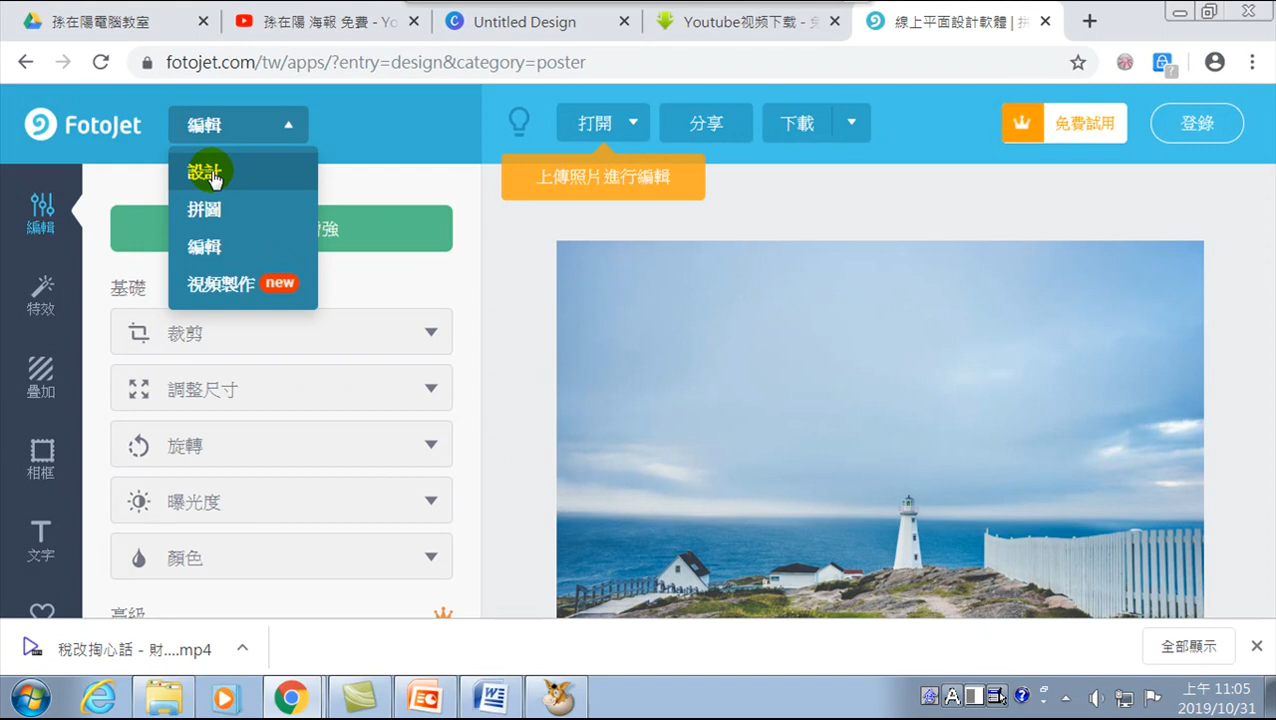 孫在陽電腦教室
孫在陽 海報 免費 - Yo
Untitled Design
Youtube视频下载 - 免
線上平面設計軟體 | 拼
fotojet.com/tw/apps/?entry=design&category=poster
FotoJet
編輯
打開
分享
下載
免費試用
登錄
設計
拼圖
編輯
視頻製作 new
上傳照片進行編輯
強
編輯
特效
疊加
相框
文字
基礎
裁剪
調整尺寸
旋轉
曝光度
顏色
高級
稅改掏心話 - 財....mp4
全部顯示
上午 11:05
2019/10/31